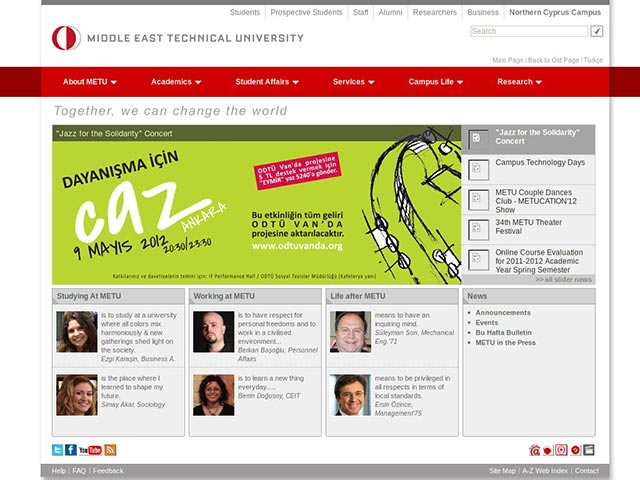 Students Prospective Students Staff Alumni Researchers Business Northern Cyprus Campus
MIDDLE EAST TECHNICAL UNIVERSITY
Search
Main Page | Back to Old Page | Türkçe
About METU Academics Student Affairs Services Campus Life Research
Together, we can change the world
"Jazz for the Solidarity" Concert
DAYANIŞMA İÇİN
caz
ANKARA
9 MAYIS 2012 20:30/23:30
ODTÜ Van'da projesine
5 TL destek vermek için
"EYMİR" yaz 5240'a gönder.
Bu etkinliğin tüm geliri
ODTÜ VAN'DA
projesine aktarılacaktır.
www.odtuvanda.org
Katkılarınız ve davetiyelerin temini için: IF Performance Hall / ODTÜ Sosyal Tesisler Müdürlüğü (Kafeterya yanı)
"Jazz for the Solidarity"
Concert
Campus Technology Days
METU Couple Dances
Club - METUCATION'12
Show
34th METU Theater
Festival
Online Course Evaluation
for 2011-2012 Academic
Year Spring Semester
>> all slider news
Studying At METU
is to study at a university
where all colors mix
harmoniously & new
gatherings shed light on
the society.
Ezgi Karaşin, Business A.
is the place where I
learned to shape my
future.
Simay Akar, Sociology
Working at METU
is to have respect for
personal freedoms and to
work in a civilised
environment...
Berkan Başoğlu, Personnel
Affairs
is to learn a new thing
everyday.....
Berrin Doğusoy, CEIT
Life after METU
means to have an
inquiring mind.
Süleyman Son, Mechanical
Eng.'71
means to be privileged in
all respects in terms of
local standards.
Ersin Özince,
Management'75
News
Announcements
Events
Bu Hafta Bulletin
METU in the Press
You Tube
Help | FAQ | Feedback
Site Map | A-Z Web Index | Contact